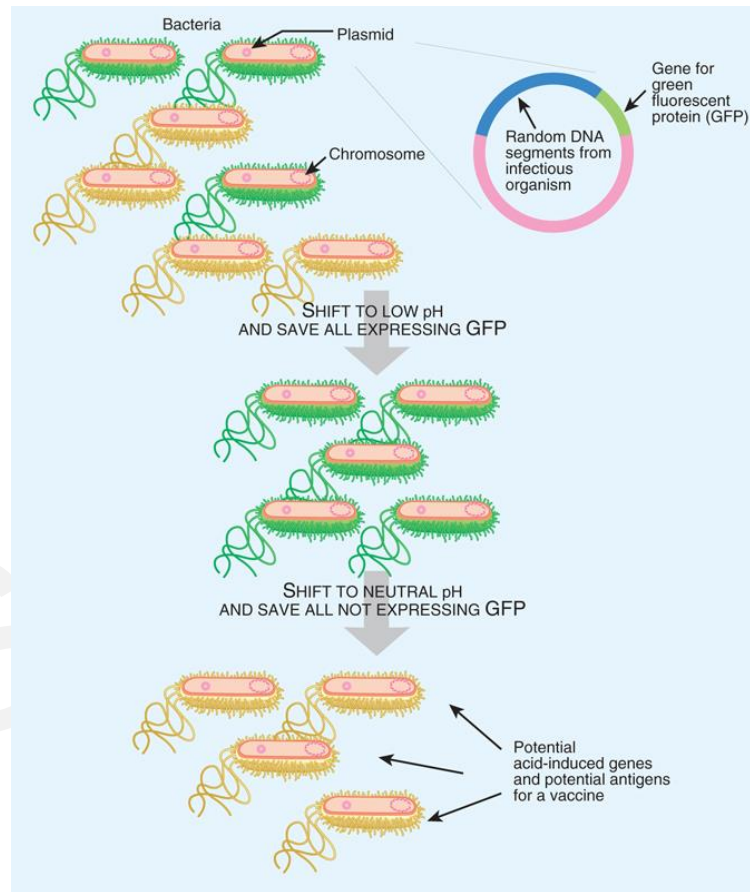 Bacteria
Plasmid
Gene for
green
fluorescent
protein (GFP)
Random DNA
segments from
infectious
organism
Chromosome
SHIFT TO LOW pH
AND SAVE ALL EXPRESSING GFP
SHIFT TO NEUTRAL pH
AND SAVE ALL NOT EXPRESSING GFP
Potential
acid-induced genes
and potential antigens
for a vaccine